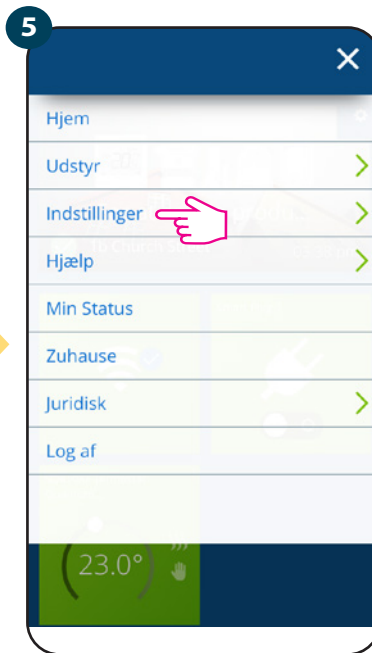 5
Hjem
Udstyr
Indstillinger
Hjælp
Min Status
Zuhause
Juridisk
Log af
23.0°